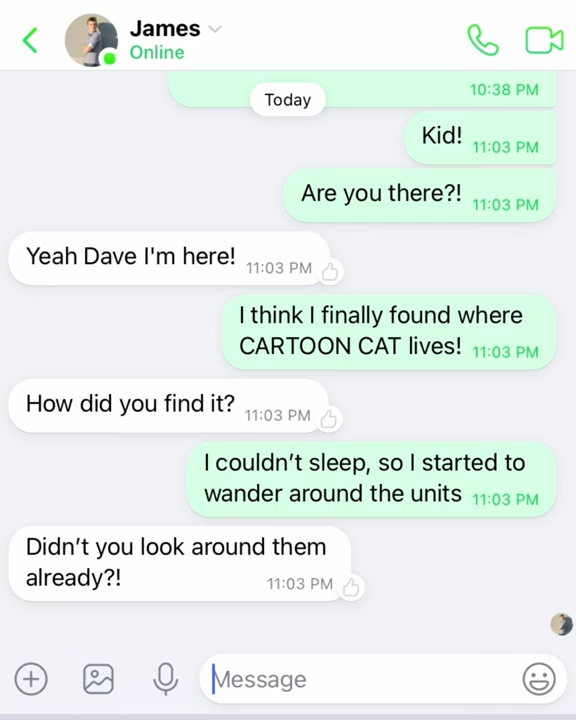 James
Online
10:38 PM
Today
Kid!
11:03 PM
Are you there?!
11:03 PM
Yeah Dave I'm here!
11:03 PM
I think I finally found where
CARTOON CAT lives!
11:03 PM
How did you find it?
11:03 PM
I couldn’t sleep, so I started to
wander around the units
11:03 PM
Didn’t you look around them
already?!
11:03 PM
Message